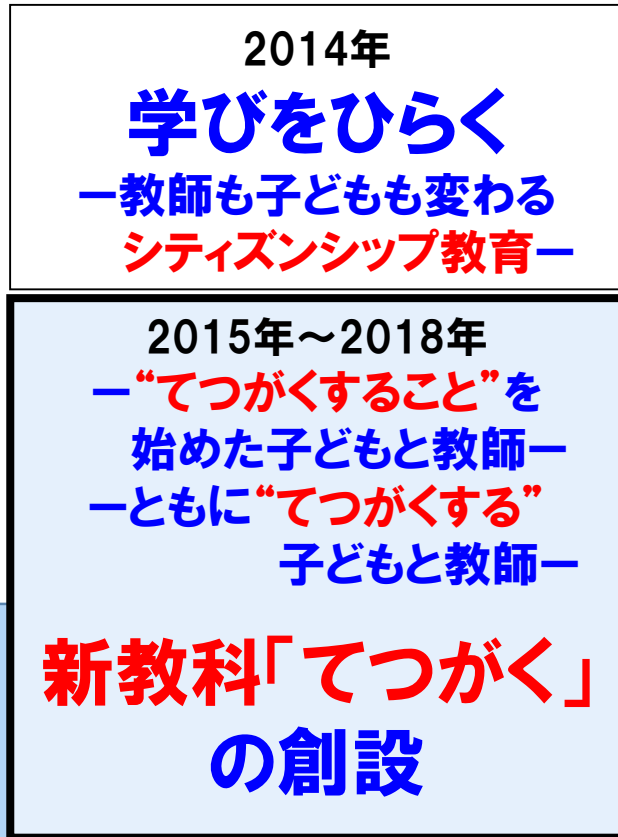 2014年
学びをひらく
ー教師も子どもも変わる
シティズンシップ教育ー
2015年～2018年
ー“てつがくすること”を
始めた子どもと教師ー
ーともに“てつがくする”
子どもと教師ー
新教科「てつがく」
の創設